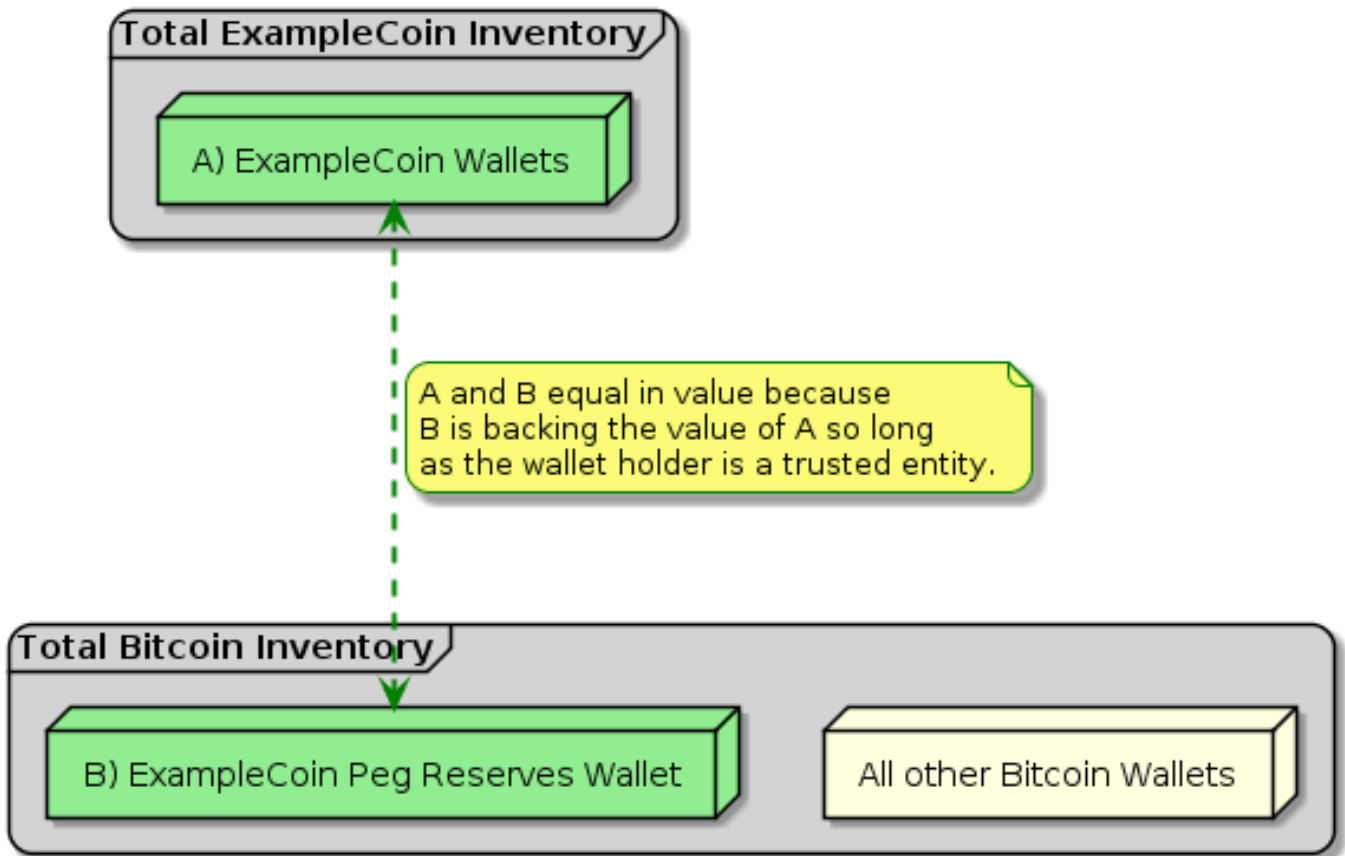 Total ExampleCoin Inventory
A) ExampleCoin Wallets
A and B equal in value because
B is backing the value of A so long
as the wallet holder is a trusted entity.
Total Bitcoin Inventory
B) ExampleCoin Peg Reserves Wallet
All other Bitcoin Wallets